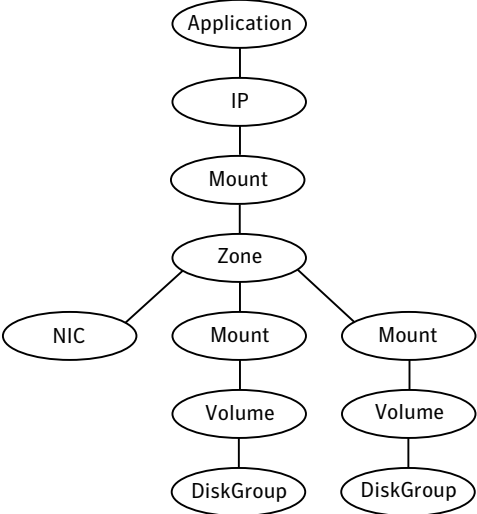 Application
IP
Mount
Zone
NIC
Mount
Mount
Volume
Volume
DiskGroup
DiskGroup